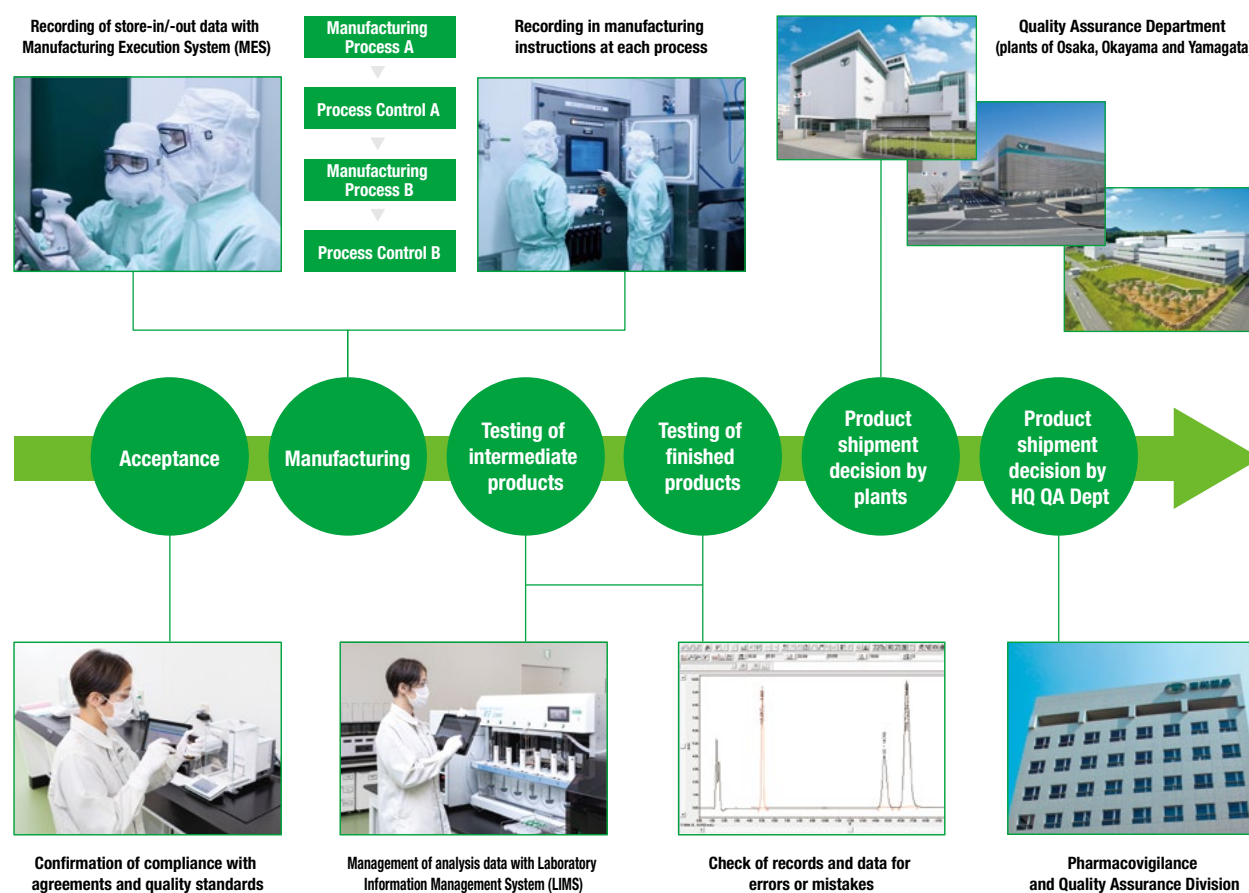 Recording of store-in/-out data with
Manufacturing Execution System (MES)
Manufacturing
Process A
Process Control A
Manufacturing
Process B
Process Control B
Recording in manufacturing
instructions at each process
Quality Assurance Department
(plants of Osaka, Okayama and Yamagata)
Acceptance
Manufacturing
Testing of
intermediate
products
Testing of
finished
products
Product
shipment
decision by
plants
Product
shipment
decision by
HQ QA Dept
Confirmation of compliance with
agreements and quality standards
Management of analysis data with Laboratory
Information Management System (LIMS)
Check of records and data for
errors or mistakes
Pharmacovigilance
and Quality Assurance Division